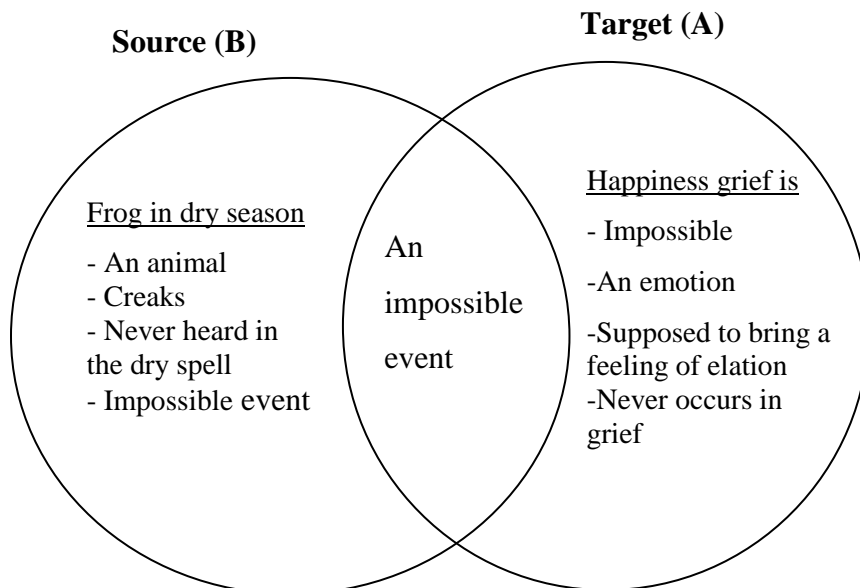 Source (B)
Target (A)
Frog in dry season
- An animal
- Creaks
- Never heard in
the dry spell
- Impossible event
An
impossible
event
Happiness grief is
- Impossible
-An emotion
-Supposed to bring a
feeling of elation
-Never occurs in
grief